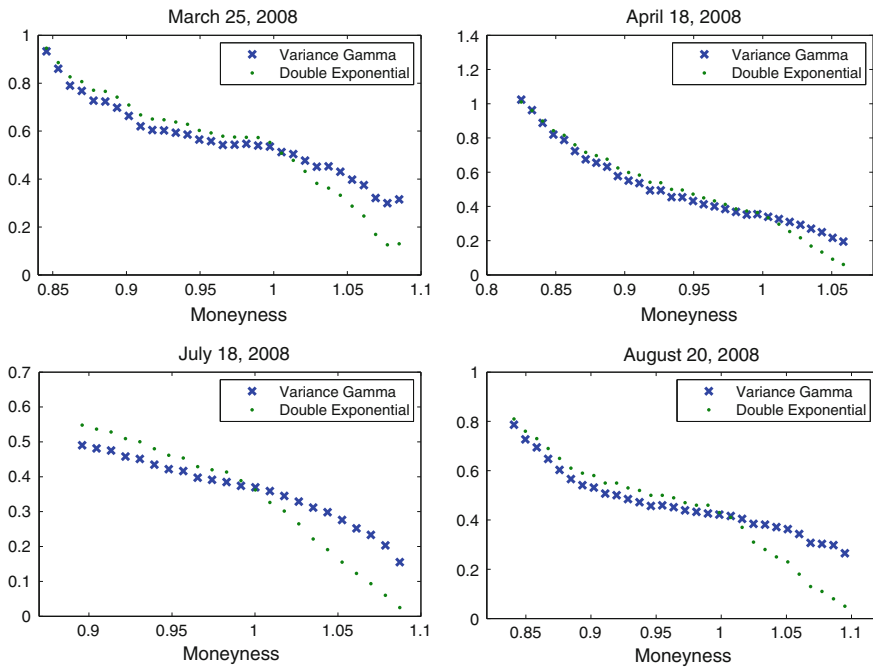 March 25, 2008
1
0.8
0.6
0.4
0.2
0
Variance Gamma
Double Exponential
0.85 0.9 0.95 1 1.05 1.1
Moneyness
April 18, 2008
1.4
1.2
1
0.8
0.6
0.4
0.2
0
Variance Gamma
Double Exponential
0.8 0.85 0.9 0.95 1 1.05
Moneyness
July 18, 2008
0.7
0.6
0.5
0.4
0.3
0.2
0.1
0
Variance Gamma
Double Exponential
0.9 0.95 1 1.05 1.1
Moneyness
August 20, 2008
1
0.8
0.6
0.4
0.2
0
Variance Gamma
Double Exponential
0.85 0.9 0.95 1 1.05 1.1
Moneyness